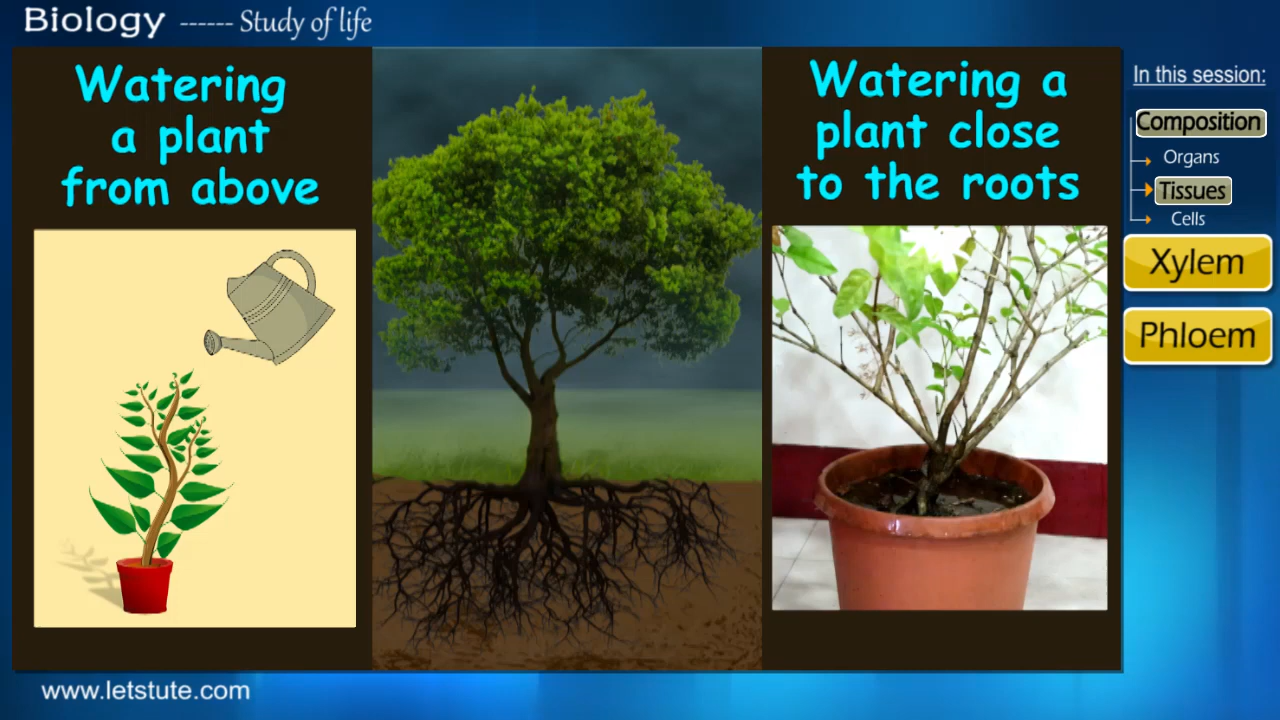 Biology ------ Study of life
Watering
a plant
from above
Watering a
plant close
to the roots
In this session:
Composition
Organs
Tissues
Cells
Xylem
Phloem
www.letstute.com